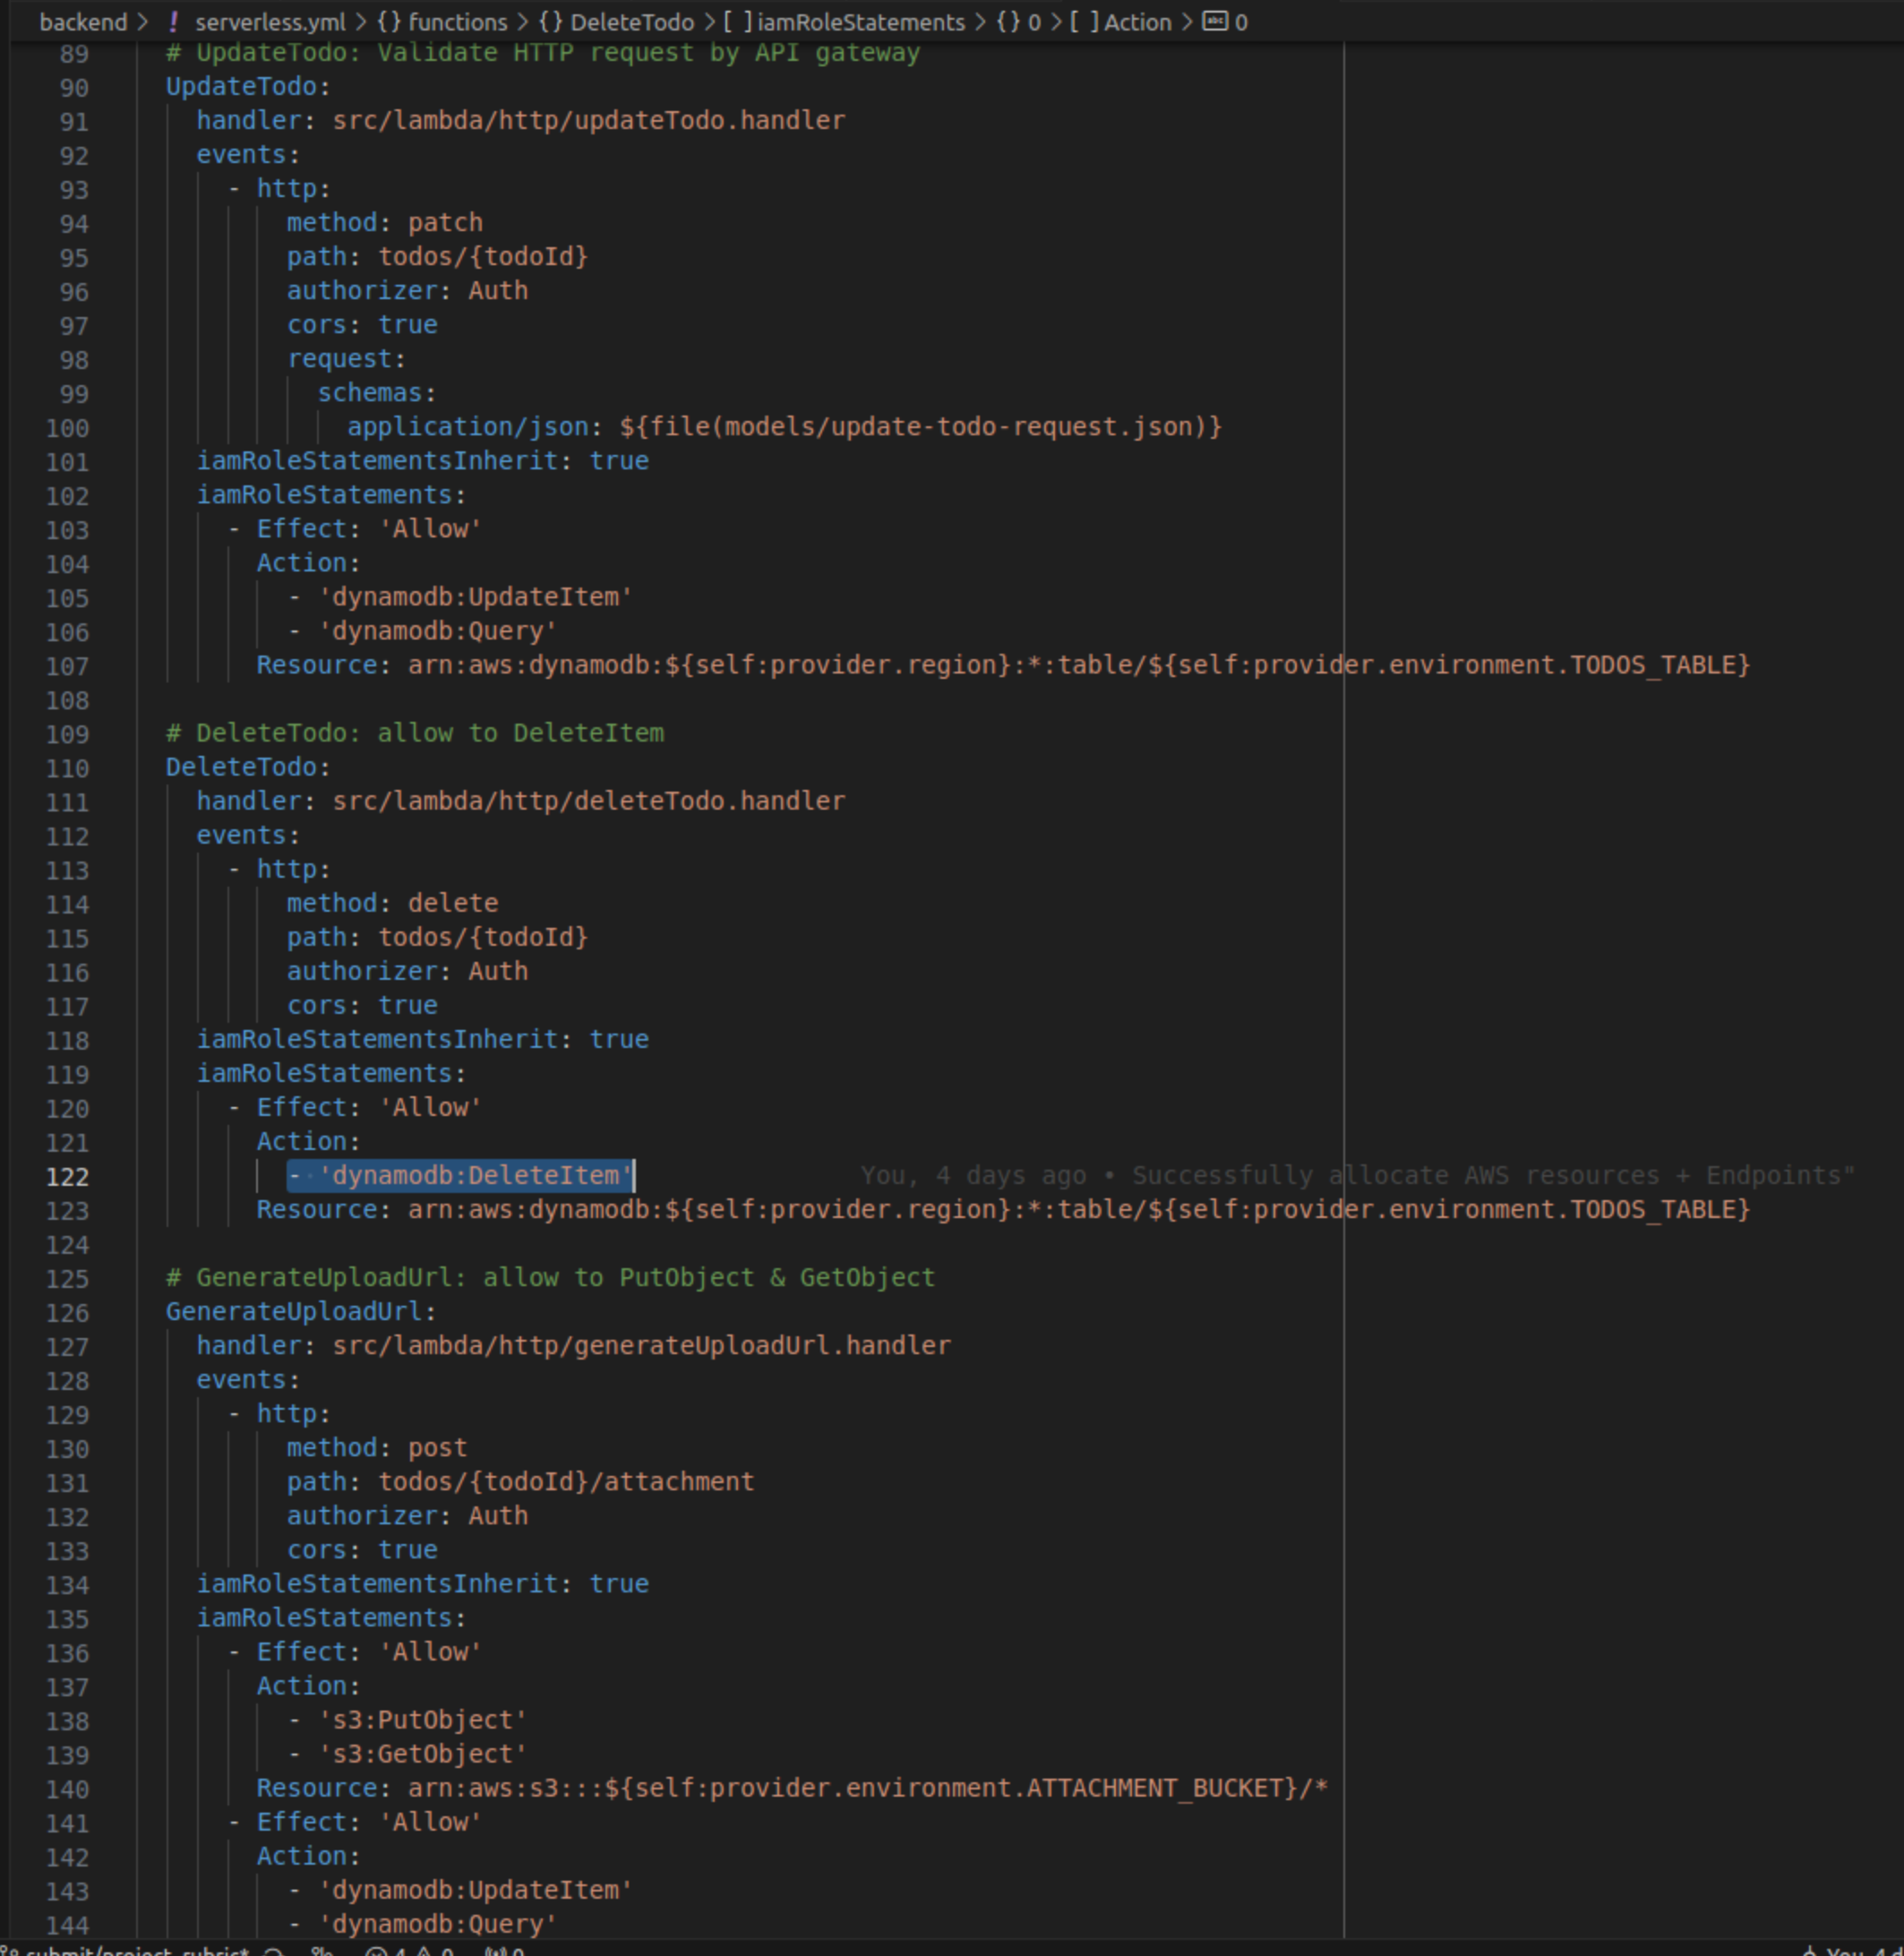 backend > ! serverless.yml > {} functions > {} DeleteTodo > [ ] iamRoleStatements > {} 0 > [ ] Action > abc 0
89 # UpdateTodo: Validate HTTP request by API gateway
90 UpdateTodo:
91 handler: src/lambda/http/updateTodo.handler
92 events:
93 - http:
94 method: patch
95 path: todos/{todoId}
96 authorizer: Auth
97 cors: true
98 request:
99 schemas:
100 application/json: ${file(models/update-todo-request.json)}
101 iamRoleStatementsInherit: true
102 iamRoleStatements:
103 - Effect: 'Allow'
104 Action:
105 - 'dynamodb:UpdateItem'
106 - 'dynamodb:Query'
107 Resource: arn:aws:dynamodb:${self:provider.region}:*:table/${self:provider.environment.TODOS_TABLE}
108
109 # DeleteTodo: allow to DeleteItem
110 DeleteTodo:
111 handler: src/lambda/http/deleteTodo.handler
112 events:
113 - http:
114 method: delete
115 path: todos/{todoId}
116 authorizer: Auth
117 cors: true
118 iamRoleStatementsInherit: true
119 iamRoleStatements:
120 - Effect: 'Allow'
121 Action:
122 - 'dynamodb:DeleteItem' You, 4 days ago • Successfully allocate AWS resources + Endpoints"
123 Resource: arn:aws:dynamodb:${self:provider.region}:*:table/${self:provider.environment.TODOS_TABLE}
124
125 # GenerateUploadUrl: allow to PutObject & GetObject
126 GenerateUploadUrl:
127 handler: src/lambda/http/generateUploadUrl.handler
128 events:
129 - http:
130 method: post
131 path: todos/{todoId}/attachment
132 authorizer: Auth
133 cors: true
134 iamRoleStatementsInherit: true
135 iamRoleStatements:
136 - Effect: 'Allow'
137 Action:
138 - 's3:PutObject'
139 - 's3:GetObject'
140 Resource: arn:aws:s3:::${self:provider.environment.ATTACHMENT_BUCKET}/*
141 - Effect: 'Allow'
142 Action:
143 - 'dynamodb:UpdateItem'
144 - 'dynamodb:Query'
submit/project_rubric*